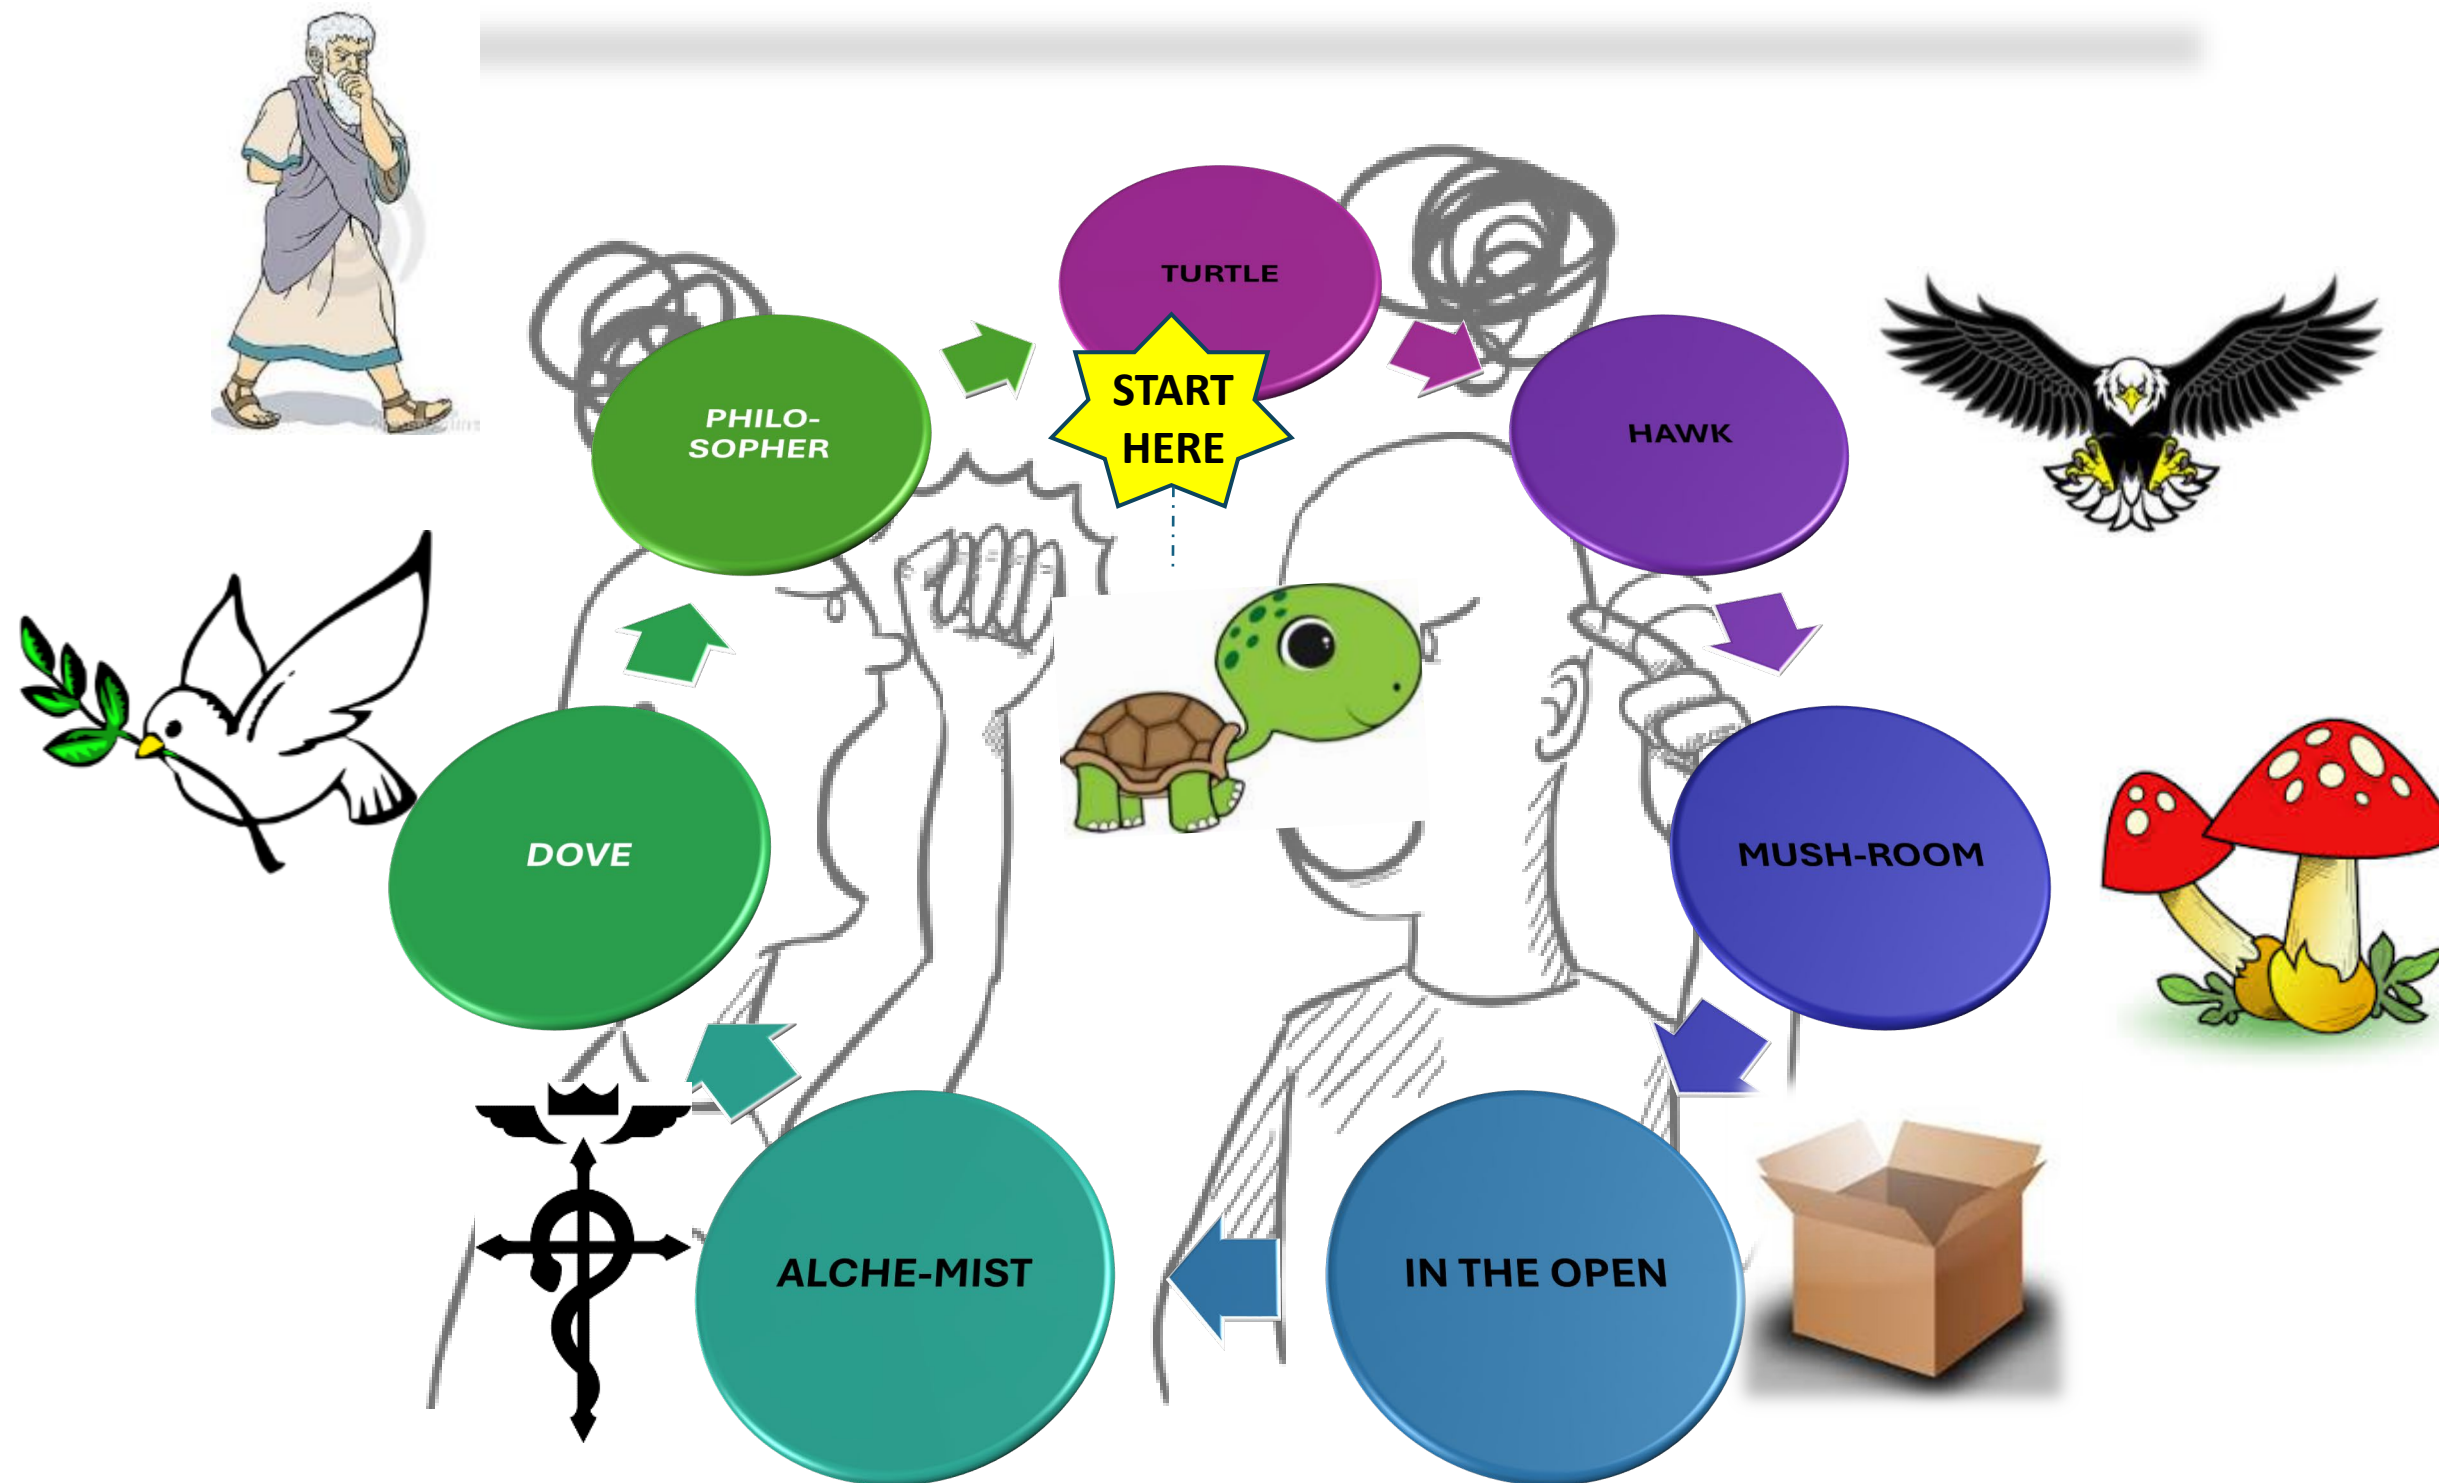 TURTLE
START
HERE
HAWK
MUSH-ROOM
IN THE OPEN
ALCHE-MIST
DOVE
PHILO-
SOPHER